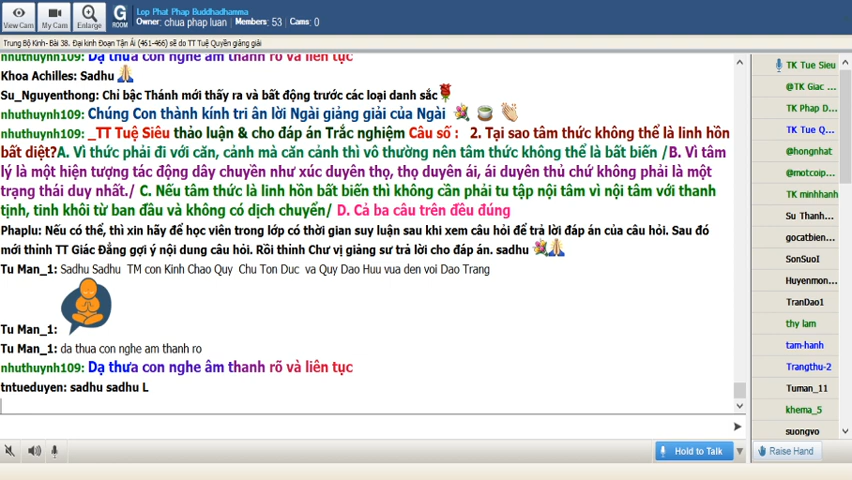 Lop Phat Phap Buddhadhamma
Owner: chua phap luan Members: 53 Cams: 0
View Cam My Cam Enlarge G ROOM
Trung Bộ Kinh- Bài 38. Đại kinh Đoạn Tận Ái (461-466) sẽ do TT Tuệ Quyền giảng giải
nhuthuynh109: Dạ thưa con nghe âm thanh rõ và liên tục
Khoa Achilles: Sadhu
Su_Nguyenthong: Chỉ bậc Thánh mới thấy ra và bất động trước các loại danh sắc
nhuthuynh109: Chúng Con thành kính tri ân lời Ngài giảng giải của Ngài
nhuthuynh109: _TT Tuệ Siêu thảo luận & cho đáp án Trắc nghiệm Câu số : 2. Tại sao tâm thức không thể là linh hồn
bất diệt?A. Vì thức phải đi với căn, cảnh mà căn cảnh thì vô thường nên tâm thức không thể là bất biến /B. Vì tâm
lý là một hiện tượng tác động dây chuyền như xúc duyên thọ, thọ duyên ái, ái duyên thủ chứ không phải là một
trạng thái duy nhất./ C. Nếu tâm thức là linh hồn bất biến thì không cần phải tu tập nội tâm vì nội tâm với thanh
tịnh, tinh khôi từ ban đâu và không có dịch chuyển/ D. Cả ba câu trên đều đúng
Phaplu: Nếu có thể, thì xin hãy để học viên trong lớp có thời gian suy luận sau khi xem câu hỏi để trả lời đáp án của câu hỏi. Sau đó
mới thỉnh TT Giác Đẳng gợi ý nội dung câu hỏi. Rồi thỉnh Chư vị giảng sư trả lời cho đáp án. sadhu
Tu Man_1: Sadhu Sadhu TM con Kinh Chao Quy Chu Ton Duc va Quy Dao Huu vua den voi Dao Trang
Tu Man_1:
Tu Man_1: da thua con nghe am thanh ro
nhuthuynh109: Dạ thưa con nghe âm thanh rõ và liên tục
tntueduyen: sadhu sadhu L
TK Tue Sieu
@TK Giac ...
TK Phap D...
TK Tue Q...
@hongnhat
@motcoip...
TK minhhanh
Su Thanh...
gocatbien...
SonSuoI
Huyenmon...
TranDao1
thy lam
tam-hanh
Trangthu-2
Tuman_11
khema_5
suongvo
Hold to Talk
Raise Hand